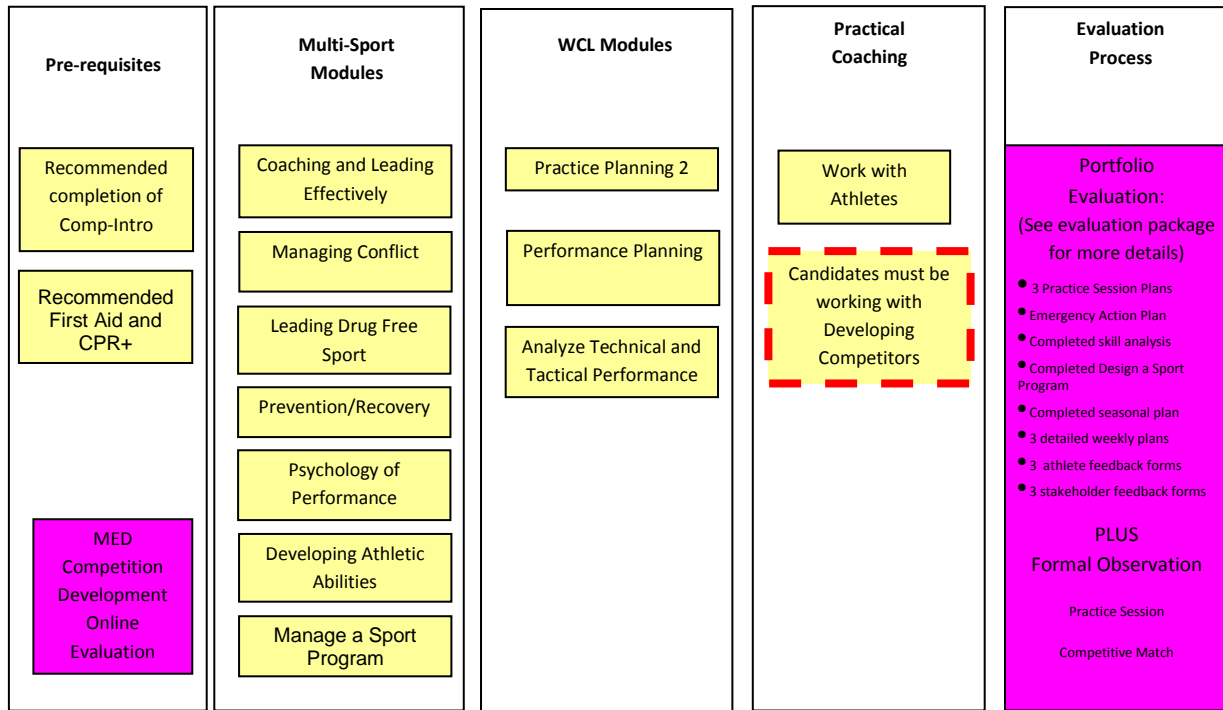 Pre-requisites
Recommended
completion of
Comp-Intro
Recommended
First Aid and
CPR+
MED
Competition
Development
Online
Evaluation
Multi-Sport
Modules
Coaching and Leading
Effectively
Managing Conflict
Leading Drug Free
Sport
Prevention/Recovery
Psychology of
Performance
Developing Athletic
Abilities
Manage a Sport
Program
WCL Modules
Practice Planning 2
Performance Planning
Analyze Technical and
Tactical Performance
Practical
Coaching
Work with
Athletes
Candidates must be
working with
Developing
Competitors
Evaluation
Process
Portfolio
Evaluation:
(See evaluation package
for more details)
• 3 Practice Session Plans
• Emergency Action Plan
• Completed skill analysis
• Completed Design a Sport
Program
• Completed seasonal plan
• 3 detailed weekly plans
• 3 athlete feedback forms
• 3 stakeholder feedback forms
PLUS
Formal Observation
Practice Session
Competitive Match